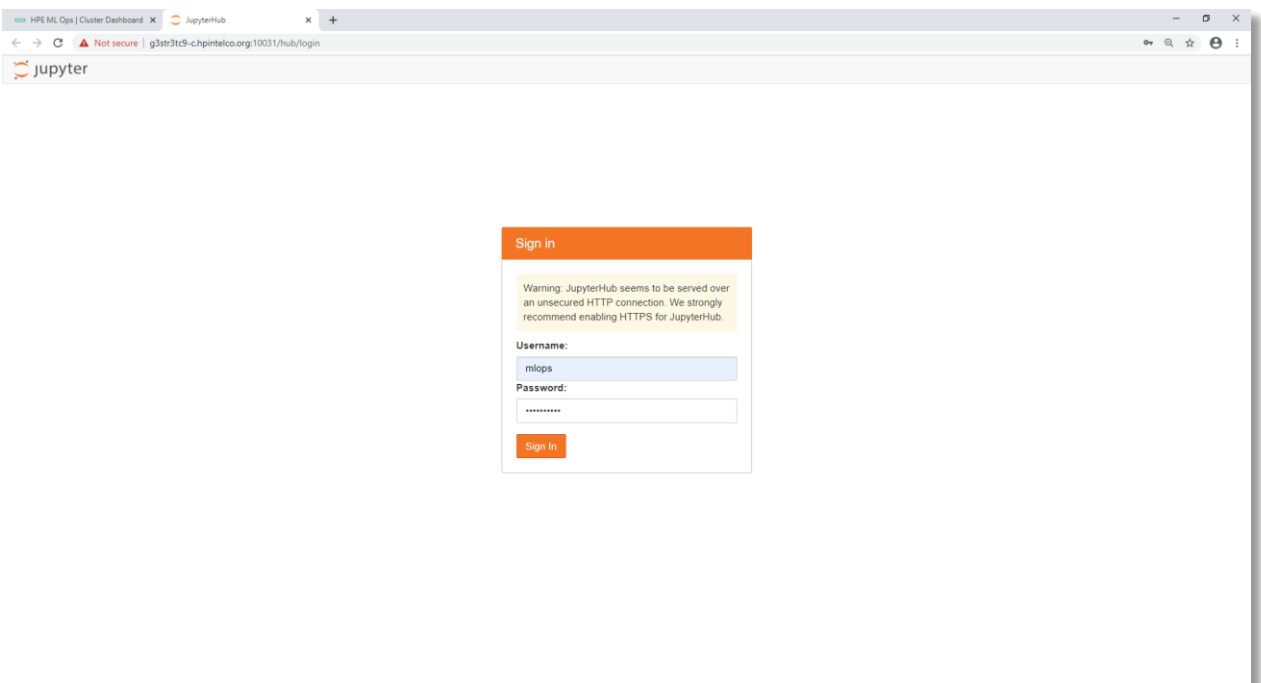 HPE ML Ops | Cluster Dashboard
JupyterHub
Not secure | g3str3tc9-c.hpintelco.org:10031/hub/login
jupyter
Sign in
Warning: JupyterHub seems to be served over
an unsecured HTTP connection. We strongly
recommend enabling HTTPS for JupyterHub.
Username:
mlops
Password:
••••••••••
Sign In